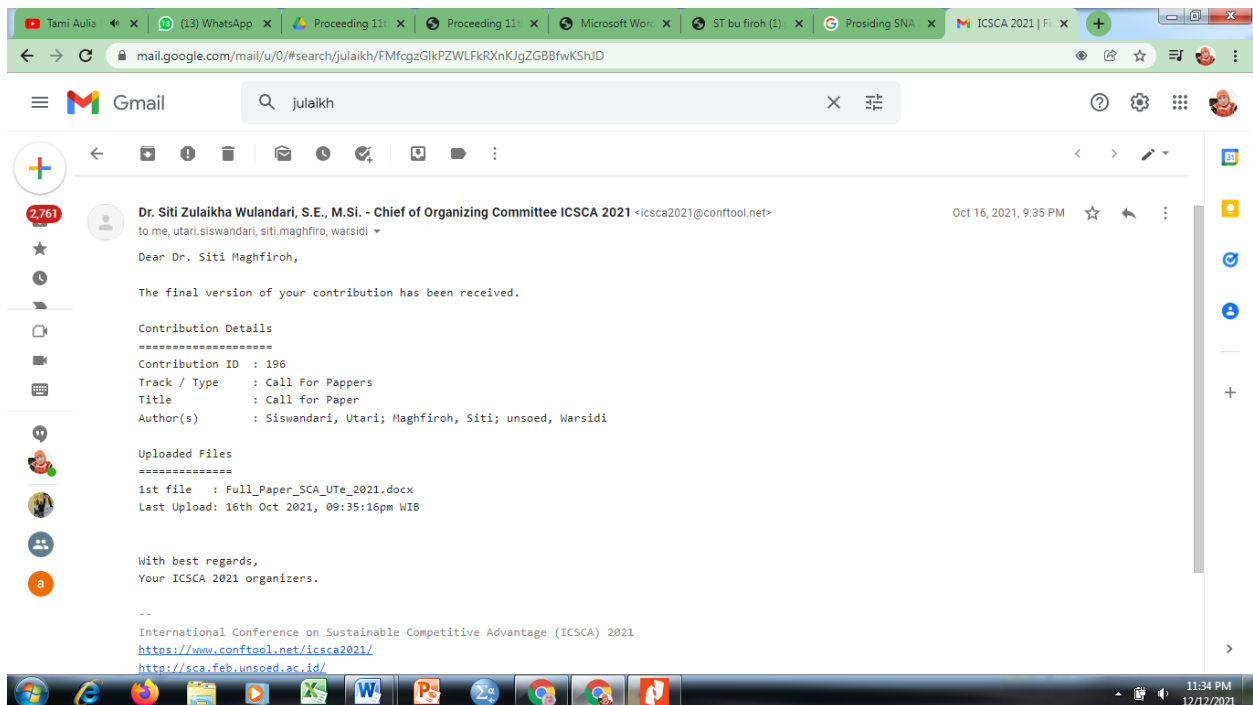 Tami Aulia
(13) WhatsApp
Proceeding 11t
Proceeding 11t
Microsoft Word
ST bu firoh (1).
Prosiding SNA
ICSCA 2021 | Fi
mail.google.com/mail/u/0/#search/julaikh/FMfcgzGlkPZWLFkRXnKJgZGBBfwKShJD
Gmail
julaikh
31
2,761
Dr. Siti Zulaikha Wulandari, S.E., M.Si. - Chief of Organizing Committee ICSCA 2021 <icsca2021@conftool.net>
Oct 16, 2021, 9:35 PM
to me, utari.siswandari, siti.maghfiro, warsidi
Dear Dr. Siti Maghfiroh,
The final version of your contribution has been received.
Contribution Details
====================
Contribution ID : 196
Track / Type : Call For Pappers
Title : Call for Paper
Author(s) : Siswandari, Utari; Maghfiroh, Siti; unsoed, Warsidi
Uploaded Files
==============
1st file : Full_Paper_SCA_UTe_2021.docx
Last Upload: 16th Oct 2021, 09:35:16pm WIB
With best regards,
Your ICSCA 2021 organizers.
--
International Conference on Sustainable Competitive Advantage (ICSCA) 2021
https://www.conftool.net/icsca2021/
http://sca.feb.unsoed.ac.id/
a
11:34 PM
12/12/2021